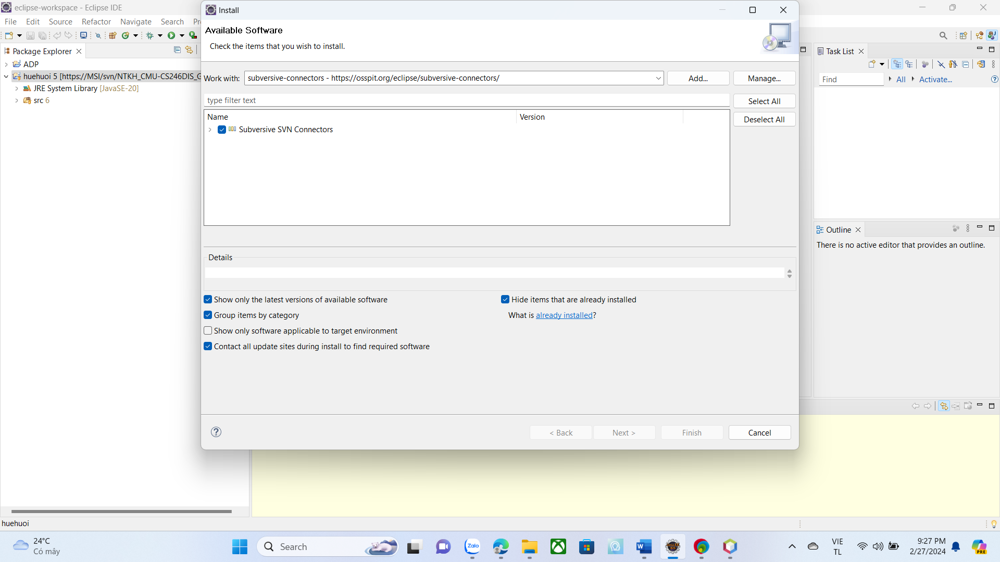 eclipse-workspace - Eclipse IDE
File Edit Source Refactor Navigate Search Pr
Package Explorer
ADP
huehuoi 5 [https://MSI/svn/NTKH_CMU-CS246DIS_G
JRE System Library [JavaSE-20]
src 6
huehuoi
Install
Available Software
Check the items that you wish to install.
Work with: subversive-connectors - https://osspit.org/eclipse/subversive-connectors/ Add... Manage...
type filter text
Select All
Deselect All
Name Version
Subversive SVN Connectors
Details
Show only the latest versions of available software
Hide items that are already installed
Group items by category
What is already installed?
Show only software applicable to target environment
Contact all update sites during install to find required software
< Back Next > Finish Cancel
Task List
Find All Activate...
Outline
There is no active editor that provides an outline.
24°C
Có mây
Search
Zalo
W
IDE
VIE
TL
9:27 PM
2/27/2024
PRE